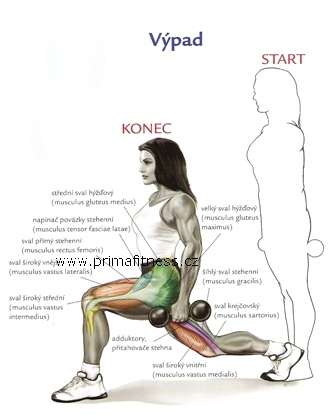 Výpad
START
KONEC
střední sval hýžďový
(musculus gluteus medius)
napínač povázky stehenní
(musculus tensor fasciae latae)
sval přímý stehenní
(musculus rectus femoris)
sval široký vnější
(musculus vastus lateralis)
sval široký střední
(musculus vastus
intermedius)
velký sval hýžďový
(musculus gluteus
maximus)
šíhlý sval stehenní
(musculus gracilis)
sval krejčovský
(musculus sartorius)
adduktory,
přitahovače stehna
sval široký vnitřní
(musculus vastus medialis)
www.primafitness.cz